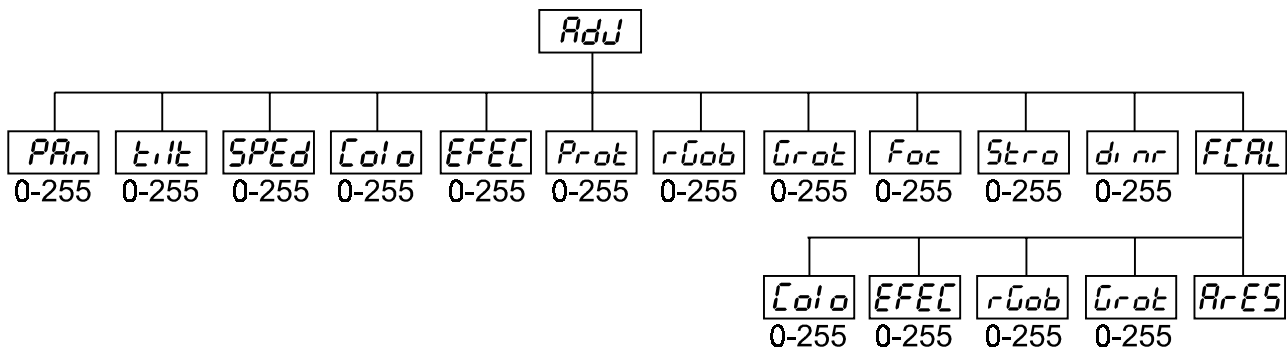 AdJ
PAn tilt SPEd Colo EFEC Prot rGob Grot Foc Stro dinr FCAL
0-255 0-255 0-255 0-255 0-255 0-255 0-255 0-255 0-255 0-255 0-255
Colo EFEC rGob Grot ArES
0-255 0-255 0-255 0-255